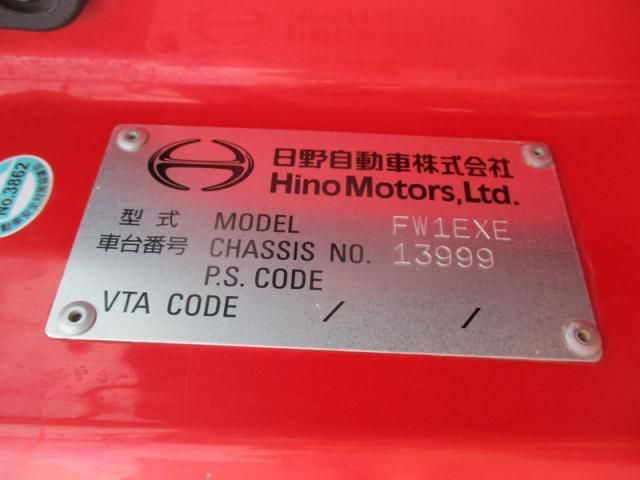 日野自動車株式会社
Hino Motors, Ltd.
型式 MODEL FW1EXE
車台番号 CHASSIS NO. 13999
P.S. CODE
VTA CODE / /
No.3862